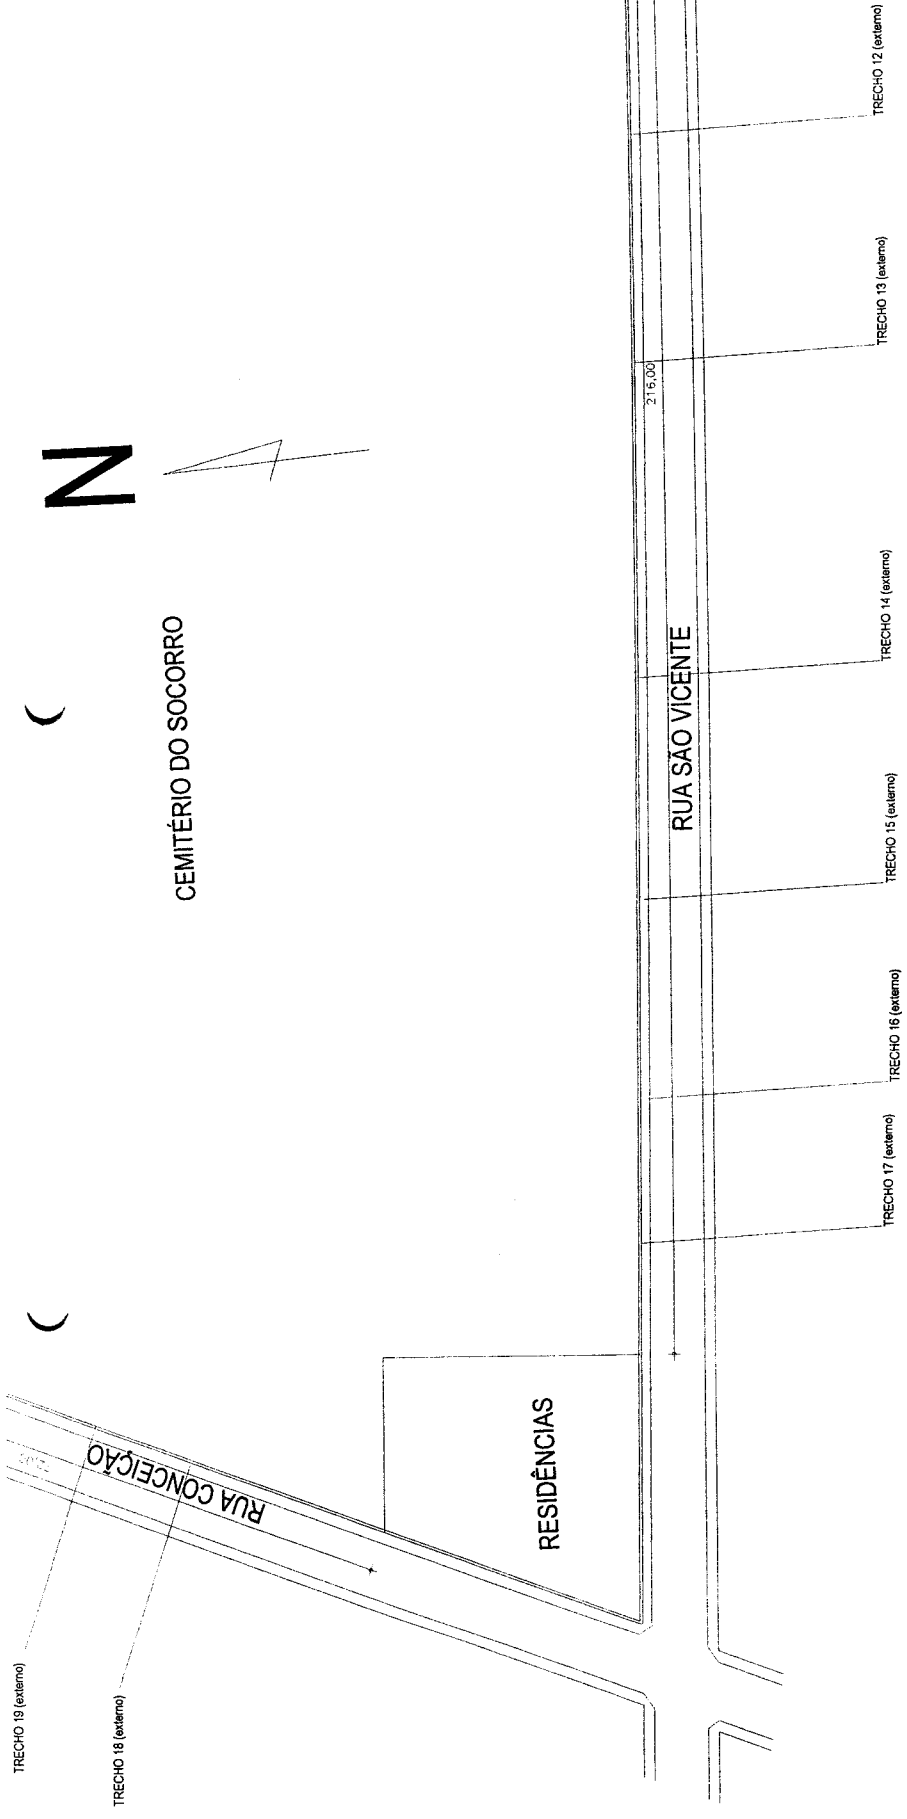 N
CEMITÉRIO DO SOCORRO
TRECHO 12 (externo)
TRECHO 13 (externo)
216,00
TRECHO 14 (externo)
RUA SÃO VICENTE
TRECHO 15 (externo)
TRECHO 16 (externo)
TRECHO 17 (externo)
RESIDÊNCIAS
RUA CONCEIÇÃO
TRECHO 19 (externo)
TRECHO 18 (externo)